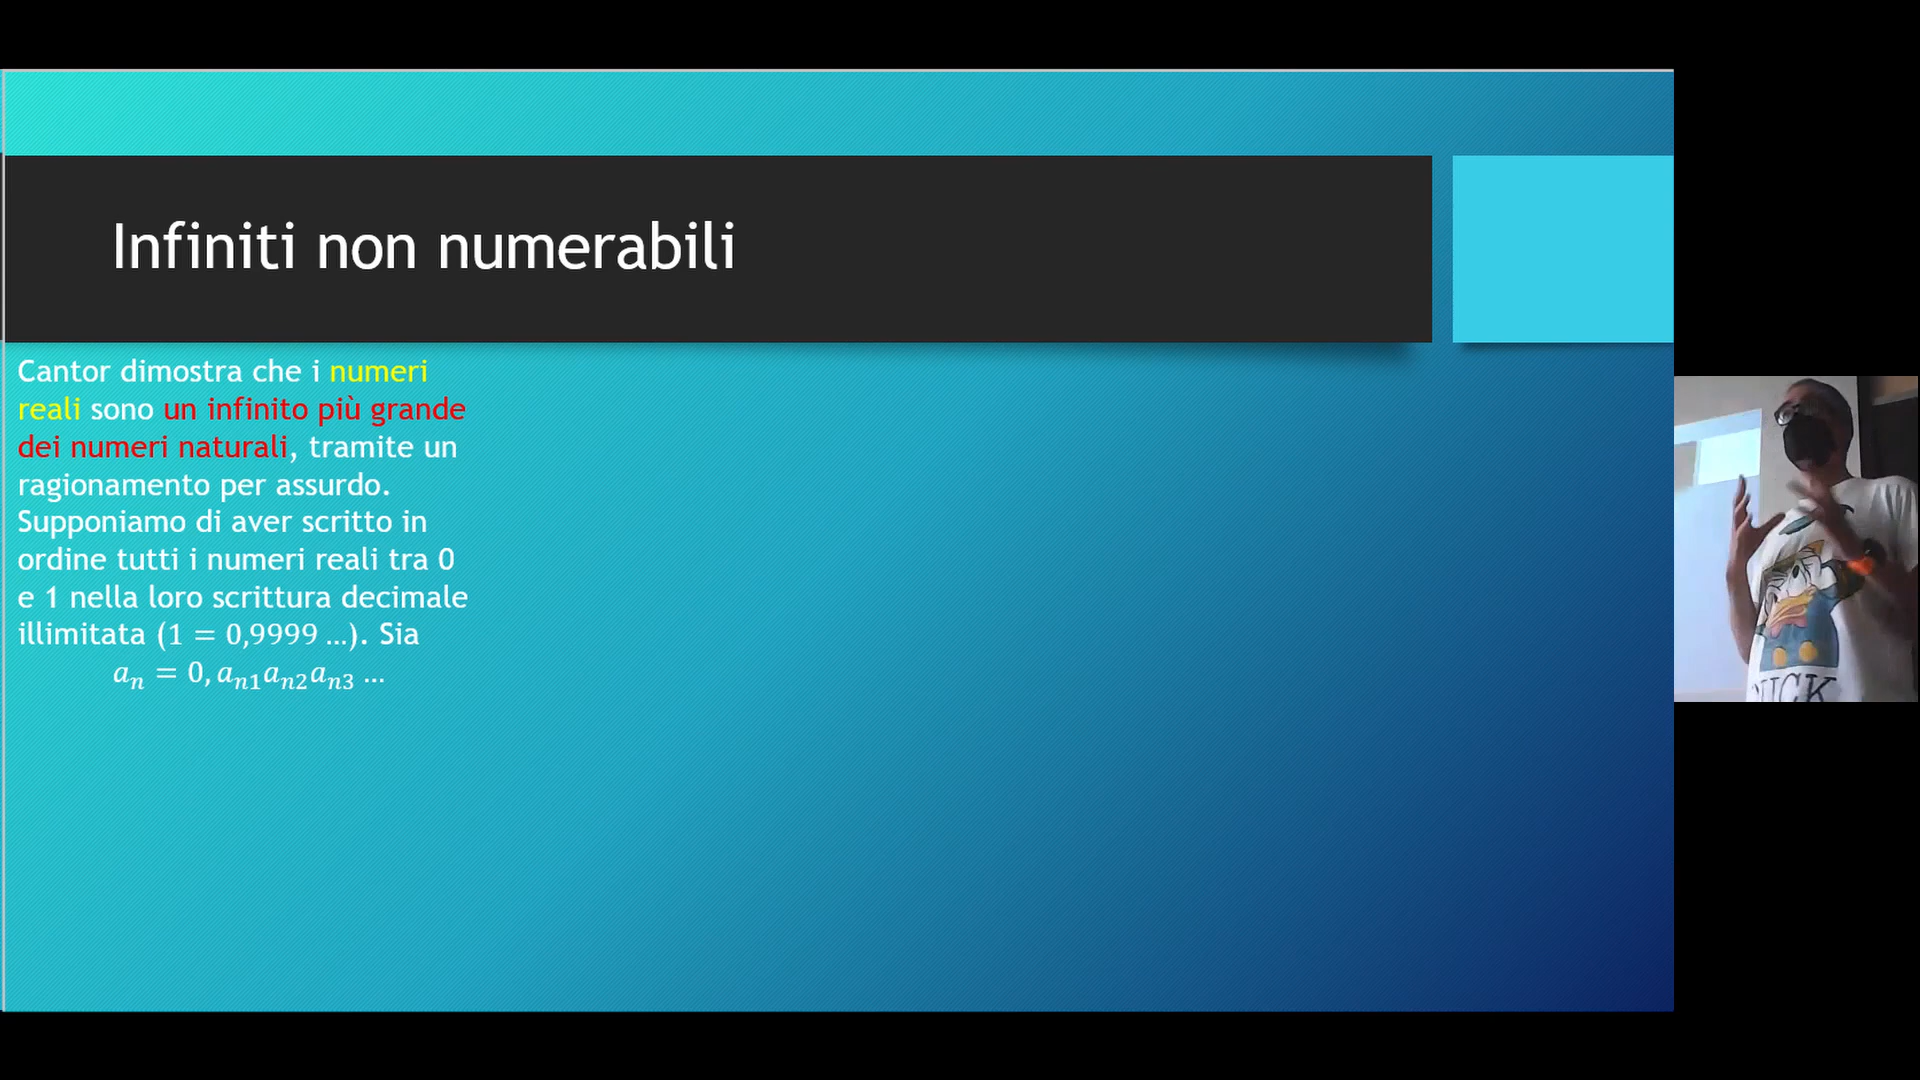 Infiniti non numerabili
Cantor dimostra che i numeri
reali sono un infinito più grande
dei numeri naturali, tramite un
ragionamento per assurdo.
Supponiamo di aver scritto in
ordine tutti i numeri reali tra 0
e 1 nella loro scrittura decimale
illimitata (1 = 0,9999 …). Sia
aₙ = 0, aₙ₁aₙ₂aₙ₃ …